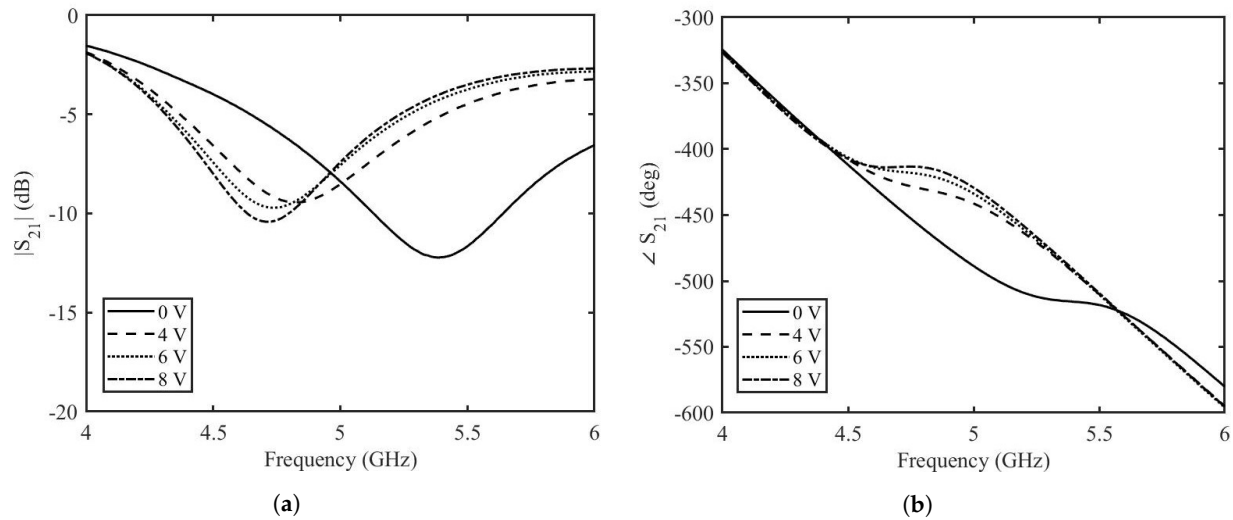 0
-5
-10
-15
-20
|S21| (dB)
0 V
4 V
6 V
8 V
4
4.5
5
5.5
6
Frequency (GHz)
(a)
-300
-350
-400
-450
-500
-550
-600
∠ S21 (deg)
0 V
4 V
6 V
8 V
4
4.5
5
5.5
6
Frequency (GHz)
(b)